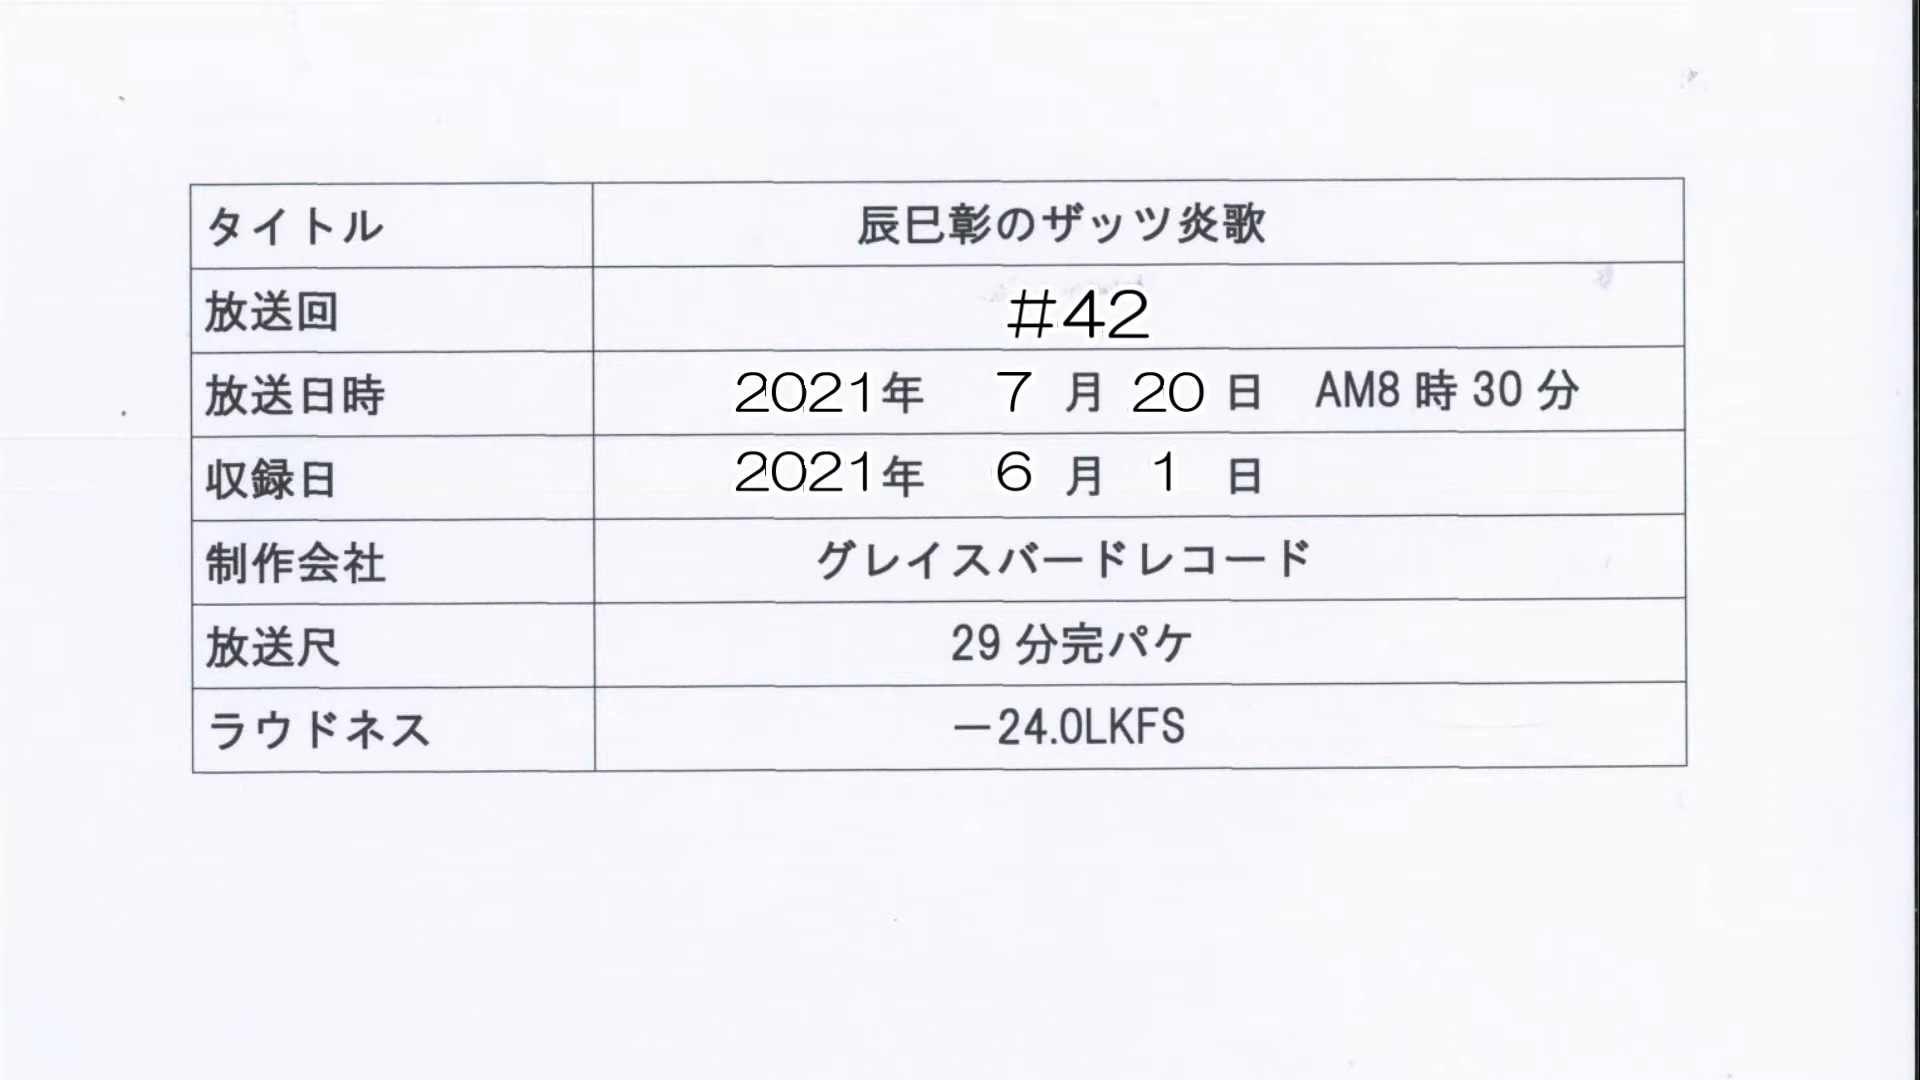 タイトル 辰巳彰のザッツ炎歌
放送回 #42
放送日時 2021年 7 月 20 日 AM8 時 30 分
収録日 2021年 6 月 1 日
制作会社 グレイスバードレコード
放送尺 29 分完パケ
ラウドネス －24.0LKFS